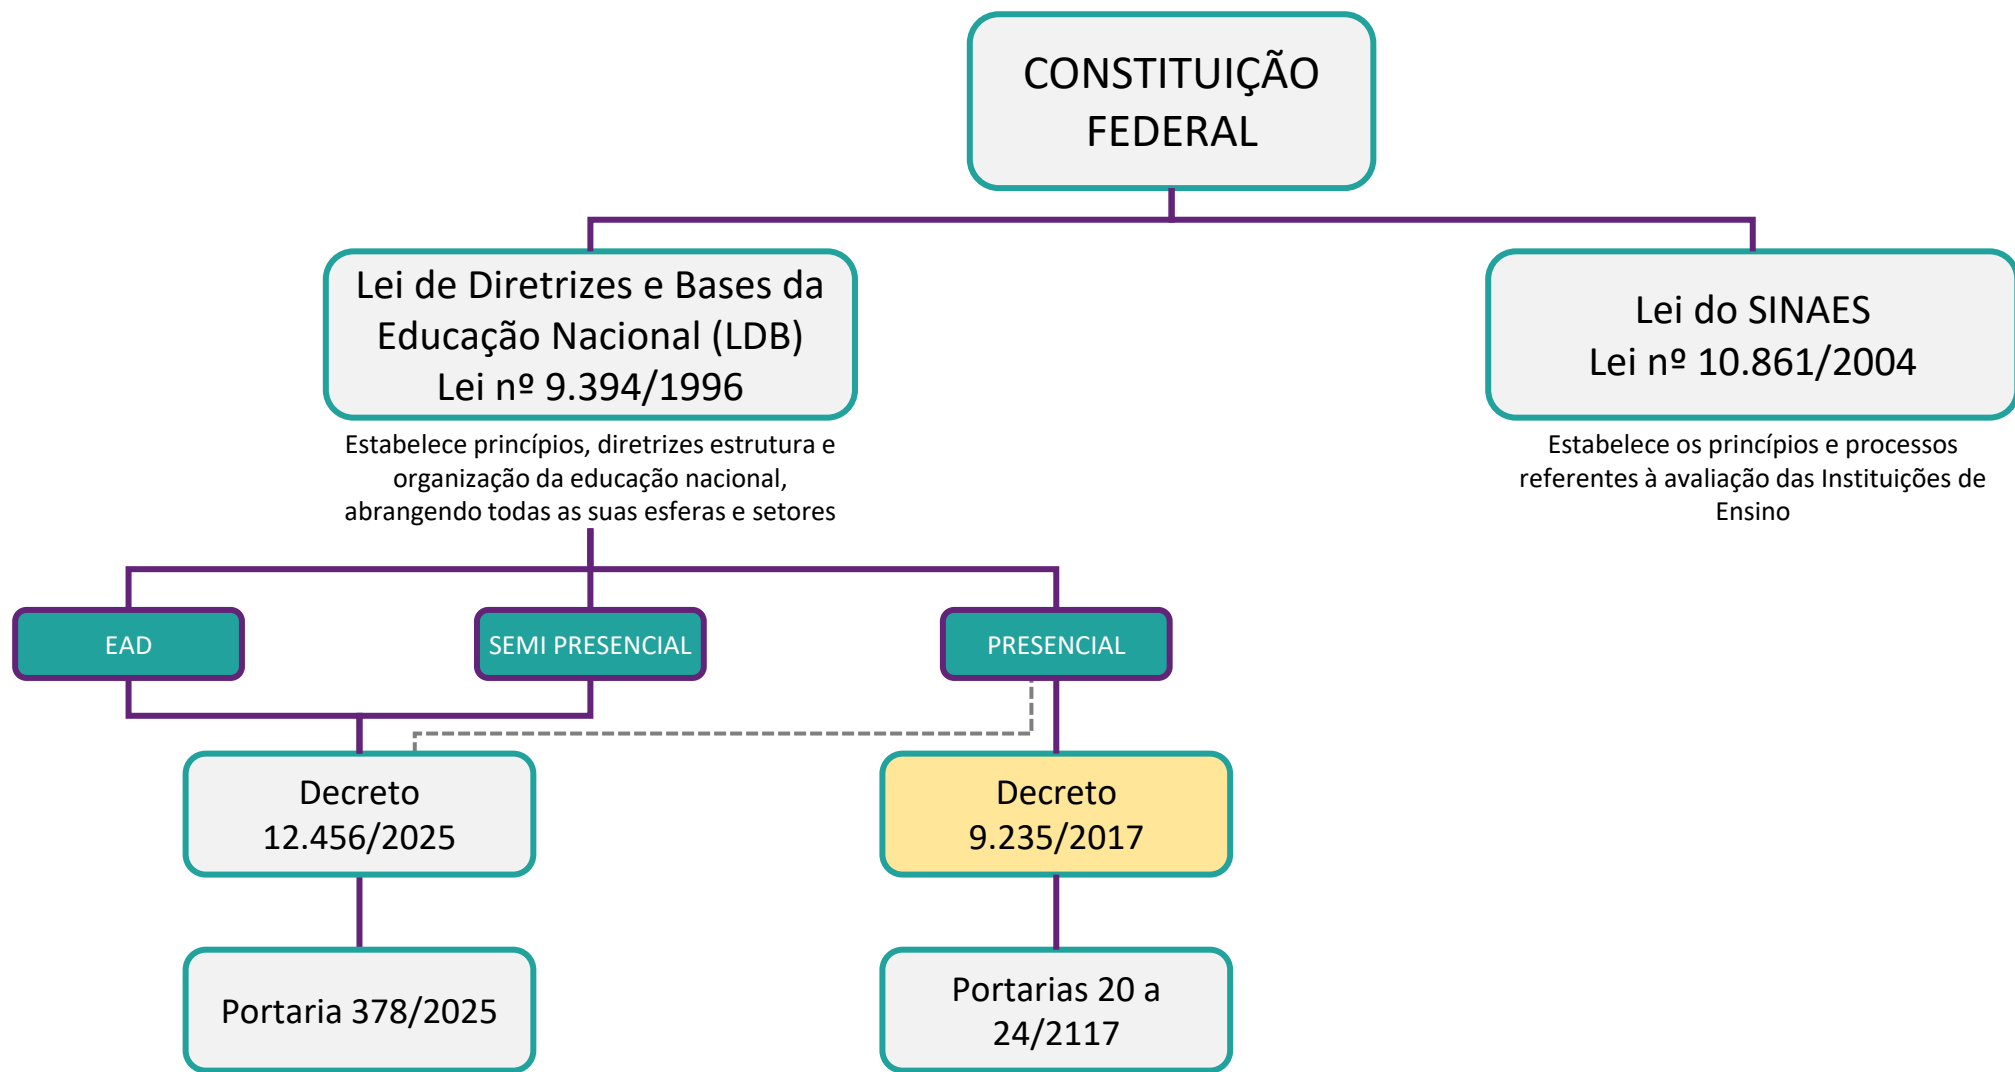 CONSTITUIÇÃO
FEDERAL
Lei de Diretrizes e Bases da
Educação Nacional (LDB)
Lei nº 9.394/1996
Lei do SINAES
Lei nº 10.861/2004
Estabelece princípios, diretrizes estrutura e
organização da educação nacional,
abrangendo todas as suas esferas e setores
Estabelece os princípios e processos
referentes à avaliação das Instituições de
Ensino
EAD
SEMI PRESENCIAL
PRESENCIAL
Decreto
12.456/2025
Decreto
9.235/2017
Portaria 378/2025
Portarias 20 a
24/2117